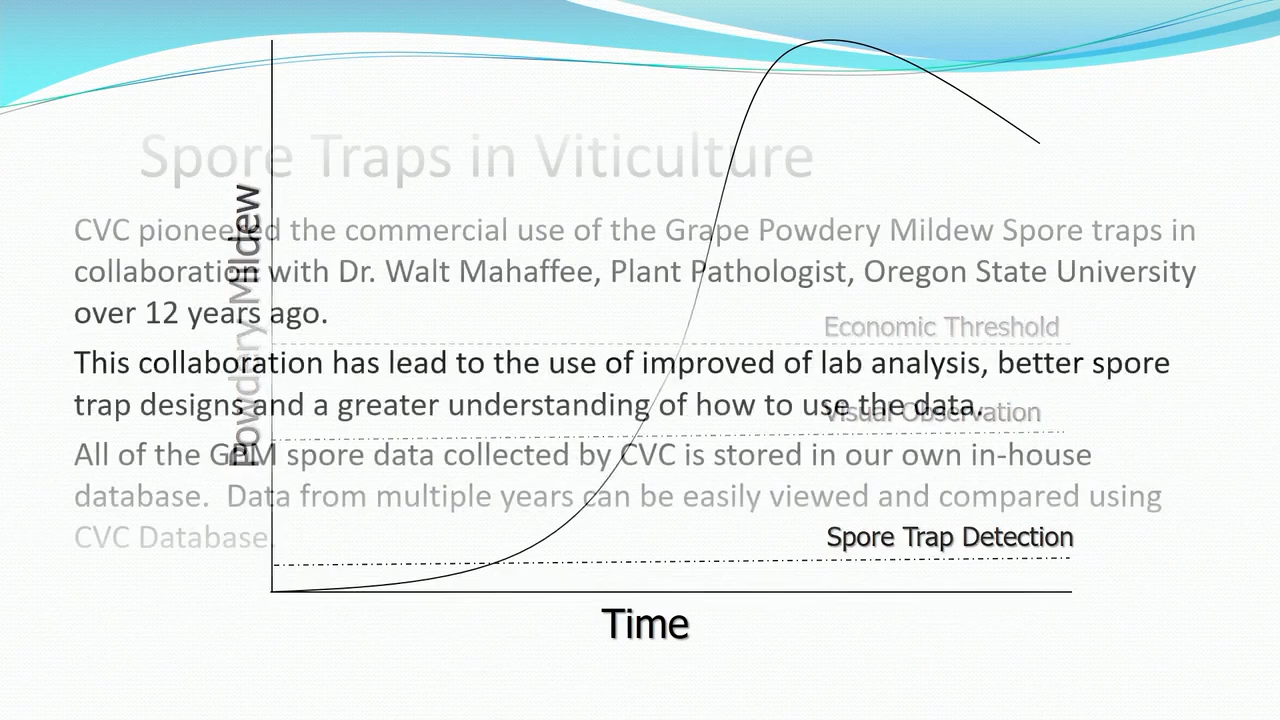 Spore Traps in Viticulture
CVC pioneered the commercial use of the Grape Powdery Mildew Spore traps in
collaboration with Dr. Walt Mahaffee, Plant Pathologist, Oregon State University
over 12 years ago.
This collaboration has lead to the use of improved of lab analysis, better spore
trap designs and a greater understanding of how to use the data.
All of the GPM spore data collected by CVC is stored in our own in-house
database.  Data from multiple years can be easily viewed and compared using
CVC Database.
Powdery Mildew
Economic Threshold
Visual Observation
Spore Trap Detection
Time